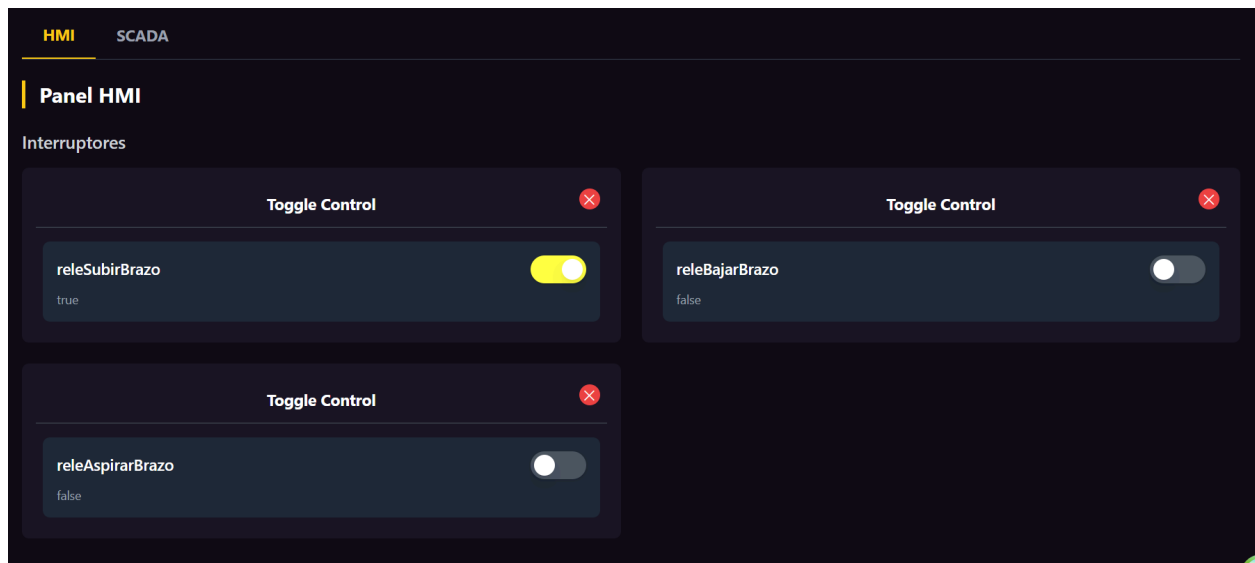 HMI SCADA
Panel HMI
Interruptores
Toggle Control
releSubirBrazo
true
Toggle Control
releBajarBrazo
false
Toggle Control
releAspirarBrazo
false